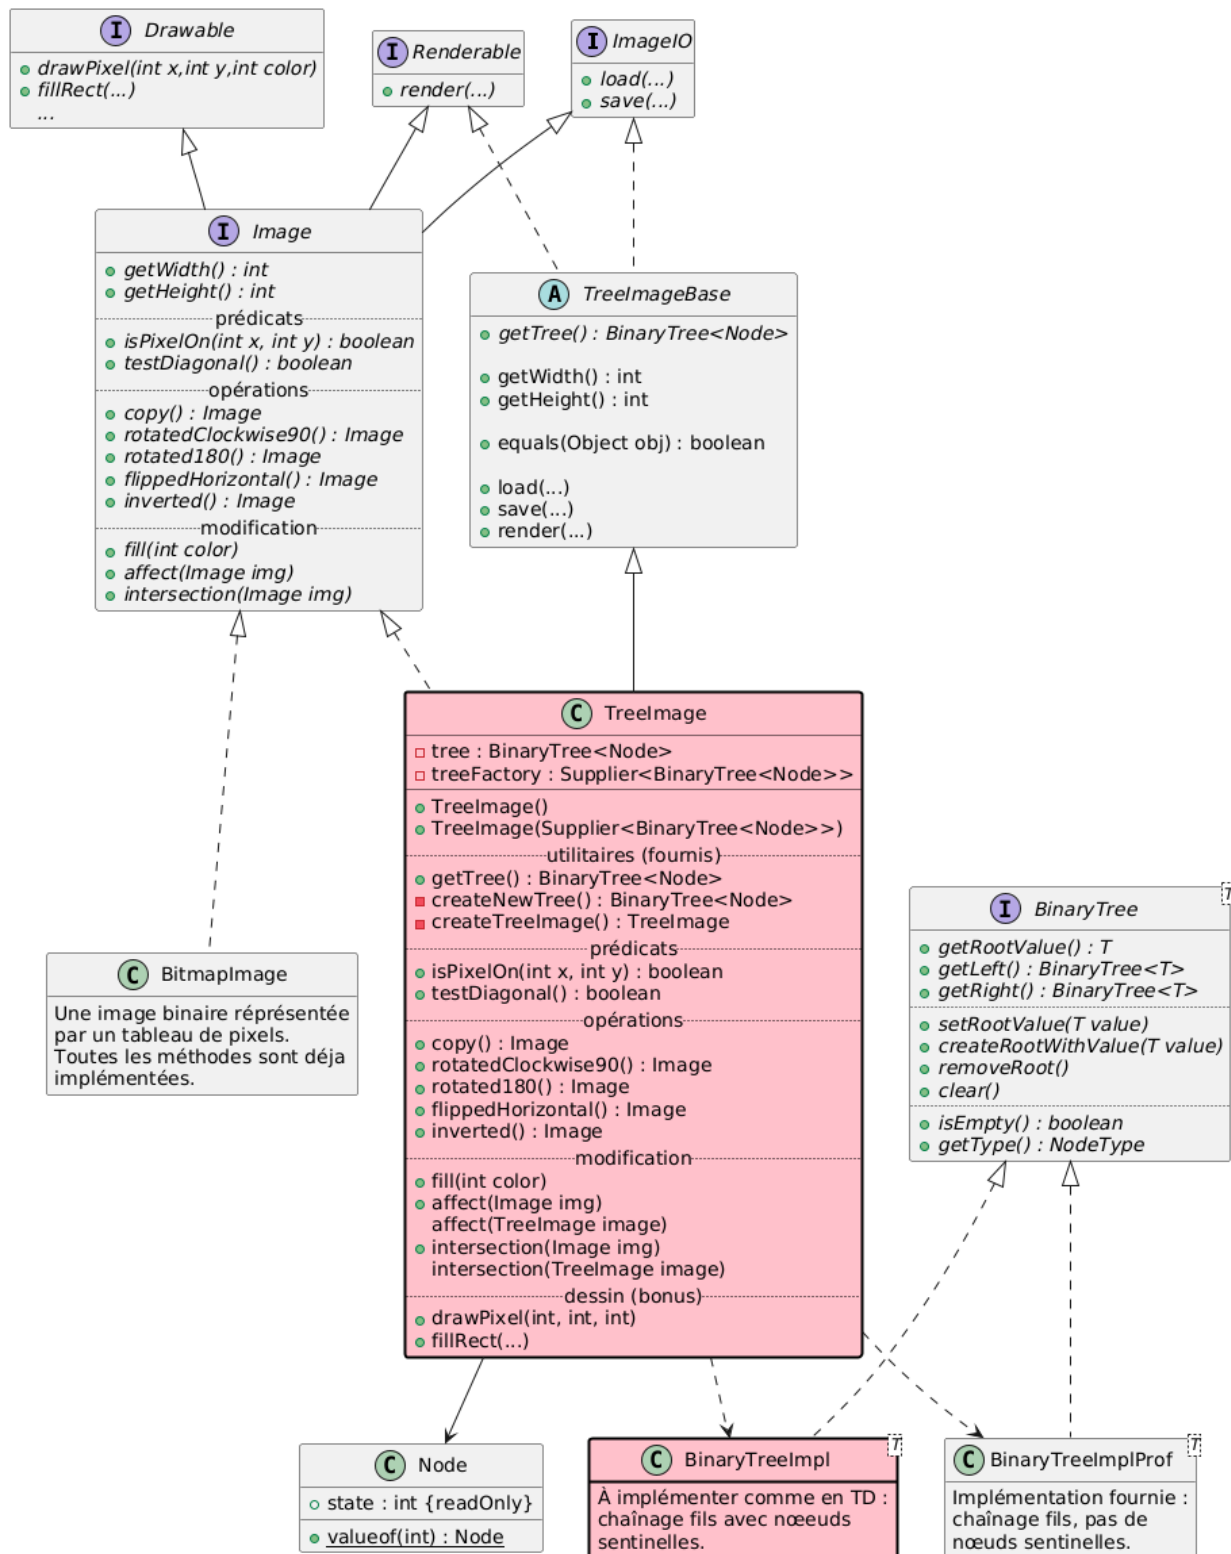 I Drawable
drawPixel(int x,int y,int color)
fillRect(...)
...
I Renderable
render(...)
I ImageIO
load(...)
save(...)
I Image
getWidth() : int
getHeight() : int
prédicats
isPixelOn(int x, int y) : boolean
testDiagonal() : boolean
opérations
copy() : Image
rotatedClockwise90() : Image
rotated180() : Image
flippedHorizontal() : Image
inverted() : Image
modification
fill(int color)
affect(Image img)
intersection(Image img)
A TreeImageBase
getTree() : BinaryTree<Node>
getWidth() : int
getHeight() : int
equals(Object obj) : boolean
load(...)
save(...)
render(...)
C TreeImage
tree : BinaryTree<Node>
treeFactory : Supplier<BinaryTree<Node>>
TreeImage()
TreeImage(Supplier<BinaryTree<Node>>)
utilitaires (fournis)
getTree() : BinaryTree<Node>
createNewTree() : BinaryTree<Node>
createTreeImage() : TreeImage
prédicats
isPixelOn(int x, int y) : boolean
testDiagonal() : boolean
opérations
copy() : Image
rotatedClockwise90() : Image
rotated180() : Image
flippedHorizontal() : Image
inverted() : Image
modification
fill(int color)
affect(Image img)
affect(TreeImage image)
intersection(Image img)
intersection(TreeImage image)
dessin (bonus)
drawPixel(int, int, int)
fillRect(...)
C BitmapImage
Une image binaire réprésentée
par un tableau de pixels.
Toutes les méthodes sont déja
implémentées.
I BinaryTree T
getRootValue() : T
getLeft() : BinaryTree<T>
getRight() : BinaryTree<T>
setRootValue(T value)
createRootWithValue(T value)
removeRoot()
clear()
isEmpty() : boolean
getType() : NodeType
C Node
state : int {readOnly}
valueof(int) : Node
C BinaryTreeImpl T
À implémenter comme en TD :
chaînage fils avec nœeuds
sentinelles.
C BinaryTreeImplProf T
Implémentation fournie :
chaînage fils, pas de
nœuds sentinelles.